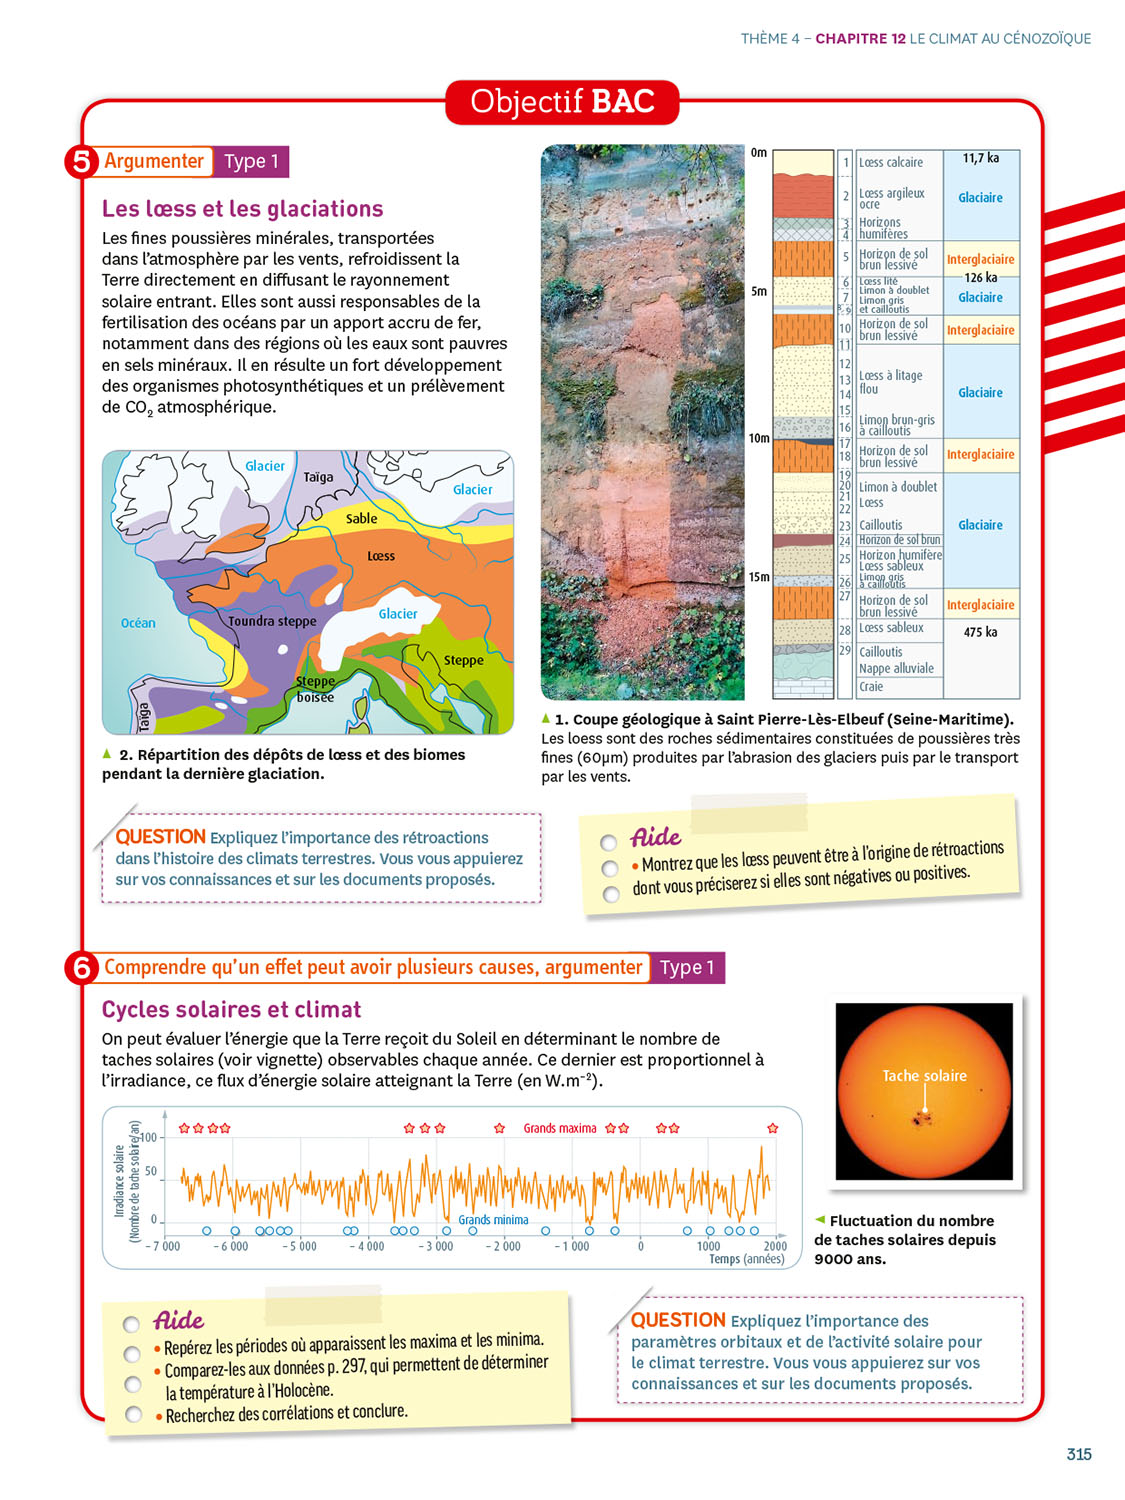 THÈME 4 – CHAPITRE 12 LE CLIMAT AU CÉNOZOÏQUE
Objectif BAC
5 Argumenter Type 1
Les lœss et les glaciations
Les fines poussières minérales, transportées
dans l'atmosphère par les vents, refroidissent la
Terre directement en diffusant le rayonnement
solaire entrant. Elles sont aussi responsables de la
fertilisation des océans par un apport accru de fer,
notamment dans des régions où les eaux sont pauvres
en sels minéraux. Il en résulte un fort développement
des organismes photosynthétiques et un prélèvement
de CO₂ atmosphérique.
Glacier
Taïga
Glacier
Sable
Lœss
Océan
Toundra steppe
Glacier
Steppe
Steppe
boisée
Taïga
▲ 2. Répartition des dépôts de lœss et des biomes
pendant la dernière glaciation.
0m
5m
10m
15m
1 Lœss calcaire
2 Lœss argileux
ocre
3 Horizons
4 humifères
5 Horizon de sol
brun lessivé
6 Lœss lité
Limon à doublet
7 Limon gris
8 9 et cailloutis
10 Horizon de sol
brun lessivé
11
12
13 Lœss à litage
flou
14
15
16 Limon brun-gris
à cailloutis
17
18 Horizon de sol
brun lessivé
19
20 Limon à doublet
21
22 Lœss
23 Cailloutis
24 Horizon de sol brun
25 Horizon humifère
Lœss sableux
26 Limon gris
à cailloutis
27 Horizon de sol
brun lessivé
28 Lœss sableux
29 Cailloutis
Nappe alluviale
Craie
11,7 ka
Glaciaire
Interglaciaire
126 ka
Glaciaire
Interglaciaire
Glaciaire
Interglaciaire
Glaciaire
Interglaciaire
475 ka
▲ 1. Coupe géologique à Saint Pierre-Lès-Elbeuf (Seine-Maritime).
Les loess sont des roches sédimentaires constituées de poussières très
fines (60µm) produites par l'abrasion des glaciers puis par le transport
par les vents.
QUESTION Expliquez l'importance des rétroactions
dans l'histoire des climats terrestres. Vous vous appuierez
sur vos connaissances et sur les documents proposés.
Aide
• Montrez que les lœss peuvent être à l'origine de rétroactions
dont vous préciserez si elles sont négatives ou positives.
6 Comprendre qu'un effet peut avoir plusieurs causes, argumenter Type 1
Cycles solaires et climat
On peut évaluer l'énergie que la Terre reçoit du Soleil en déterminant le nombre de
taches solaires (voir vignette) observables chaque année. Ce dernier est proportionnel à
l'irradiance, ce flux d'énergie solaire atteignant la Terre (en W.m⁻²).
Tache solaire
Irradiance solaire
(Nombre de tache solaire/an)
100
50
0
Grands maxima
Grands minima
– 7 000 – 6 000 – 5 000 – 4 000 – 3 000 – 2 000 – 1 000 0 1000 2000
Temps (années)
◄ Fluctuation du nombre
de taches solaires depuis
9000 ans.
Aide
• Repérez les périodes où apparaissent les maxima et les minima.
• Comparez-les aux données p. 297, qui permettent de déterminer
la température à l'Holocène.
• Recherchez des corrélations et conclure.
QUESTION Expliquez l'importance des
paramètres orbitaux et de l'activité solaire pour
le climat terrestre. Vous vous appuierez sur vos
connaissances et sur les documents proposés.
315